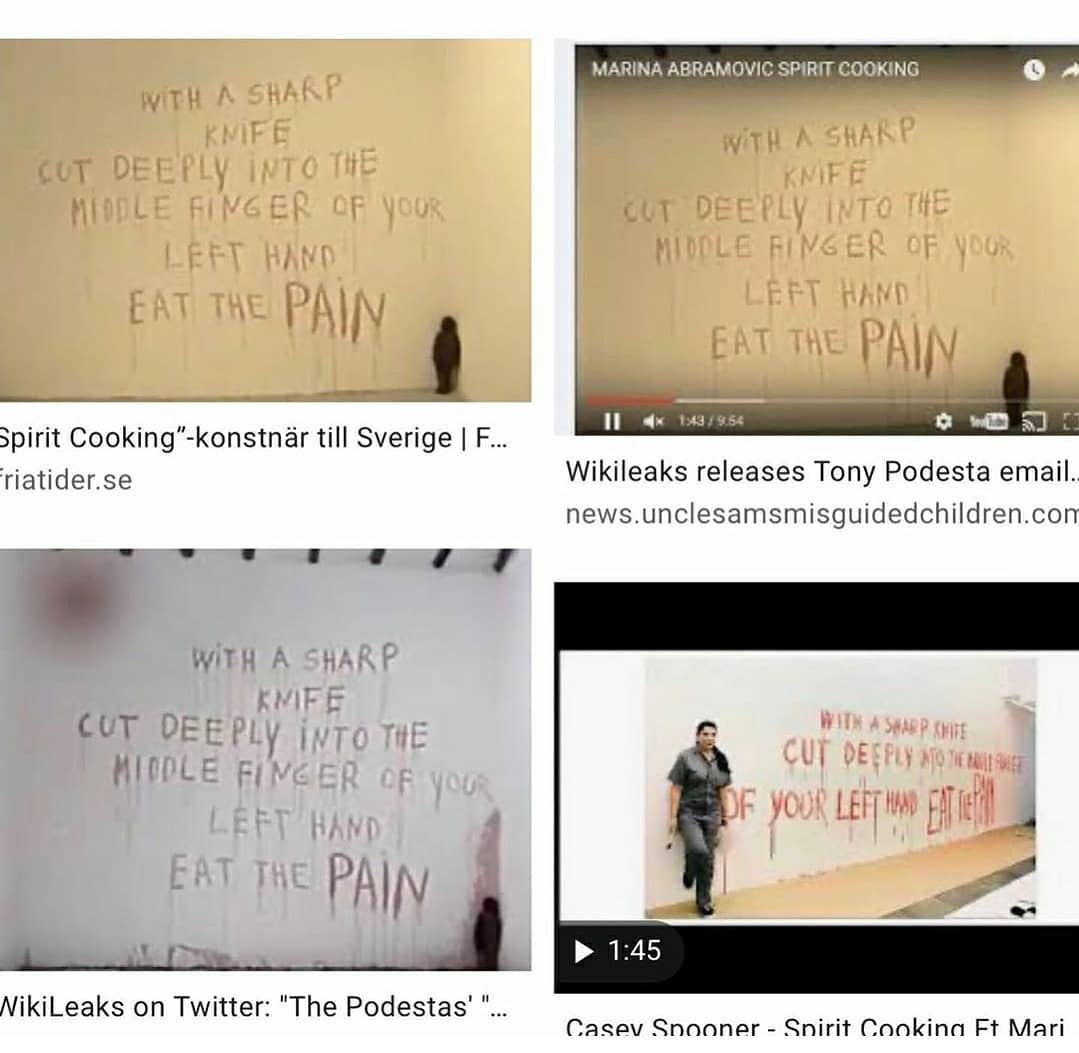 WiTH A SHARP
KNIFE
CUT DEEPLY iNTO THE
MIDDLE FINGER OF YOUR
LEFT HAND
EAT THE PAiN
Spirit Cooking”-konstnär till Sverige | F...
friatider.se
MARINA ABRAMOVIC SPIRIT COOKING
WiTH A SHARP
KNIFE
CUT DEEPLY iNTO THE
MIDDLE FINGER OF YOUR
LEFT HAND
EAT THE PAiN
1:43 / 9:54
YouTube
Wikileaks releases Tony Podesta email..
news.unclesamsmisguidedchildren.com
WiTH A SHARP
KNIFE
CUT DEEPLY iNTO THE
MIDDLE FINGER OF YOUR
LEFT HAND
EAT THE PAiN
WikiLeaks on Twitter: "The Podestas' "...
WITH A SHARP KNIFE
CUT DEEPLY INTO THE MIDDLE FINGER
OF YOUR LEFT HAND EAT THE PAIN
1:45
Casey Spooner - Spirit Cooking Ft Mari